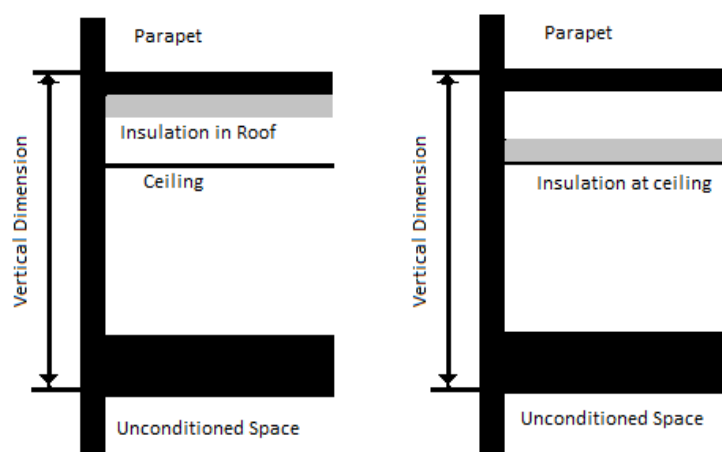 Parapet
Insulation in Roof
Ceiling
Vertical Dimension
Unconditioned Space
Parapet
Insulation at ceiling
Vertical Dimension
Unconditioned Space